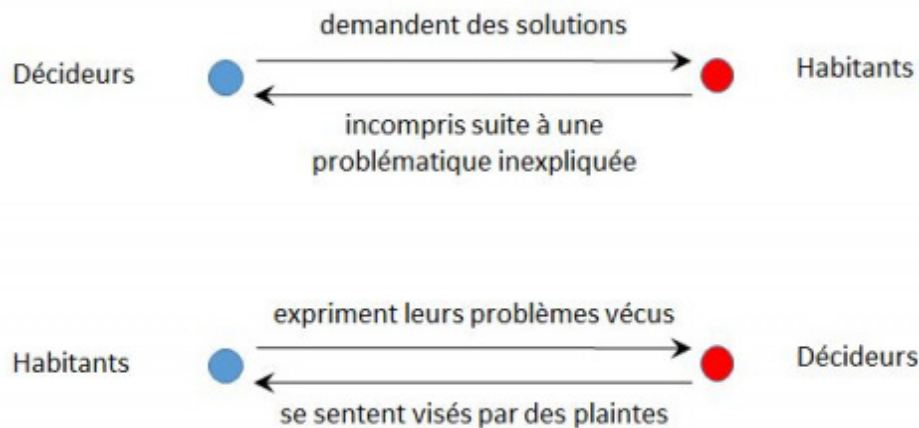 demandent des solutions
Décideurs
Habitants
incompris suite à une
problématique inexpliquée
expriment leurs problèmes vécus
Habitants
Décideurs
se sentent visés par des plaintes